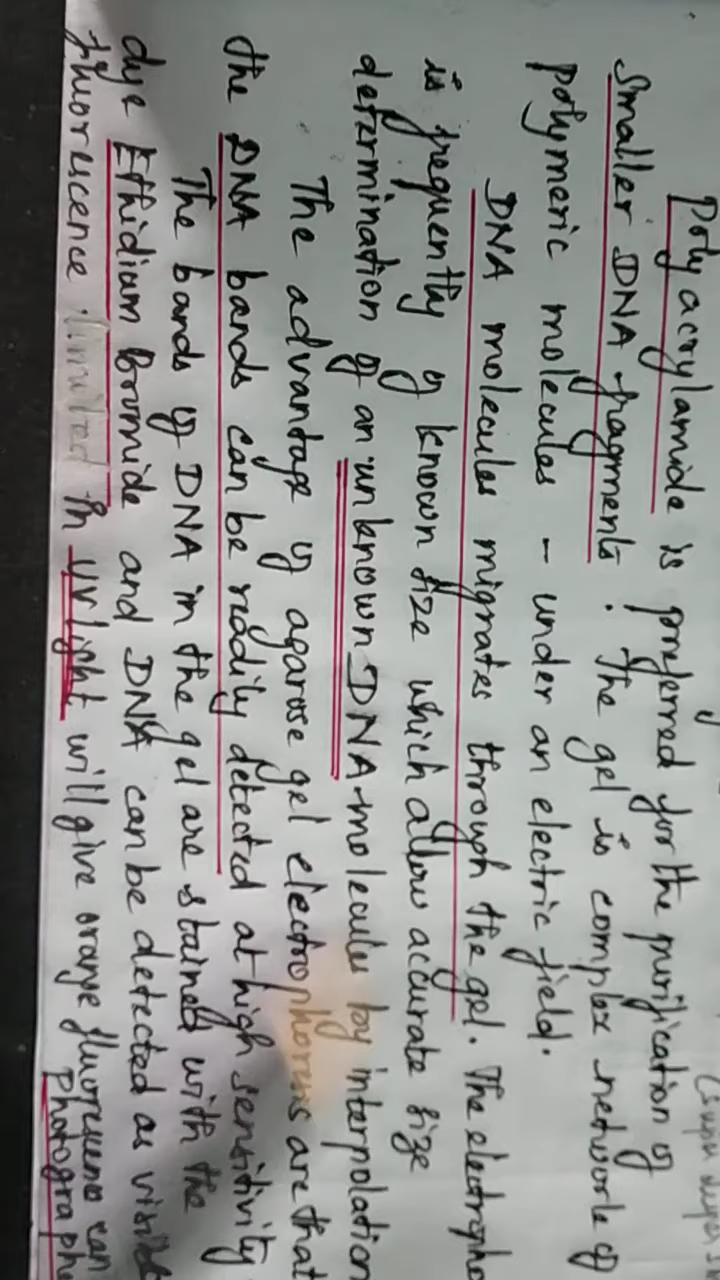 Polyacrylamide is preferred for the purification of
smaller DNA fragments. The gel is complex network of
polymeric molecules - under an electric field.
DNA molecules migrates through the gel. The electropho
is frequently of known size which allow accurate size
determination of an unknown DNA molecules by interpolation
The advantage of agarose gel electrophoresis are that
the DNA bands can be readily detected at high sensitivity
The bands of DNA in the gel are stained with the
dye Ethidium Bromide and DNA can be detected as visible
fluorescence in UV light will give orange fluorescence can
Photographe